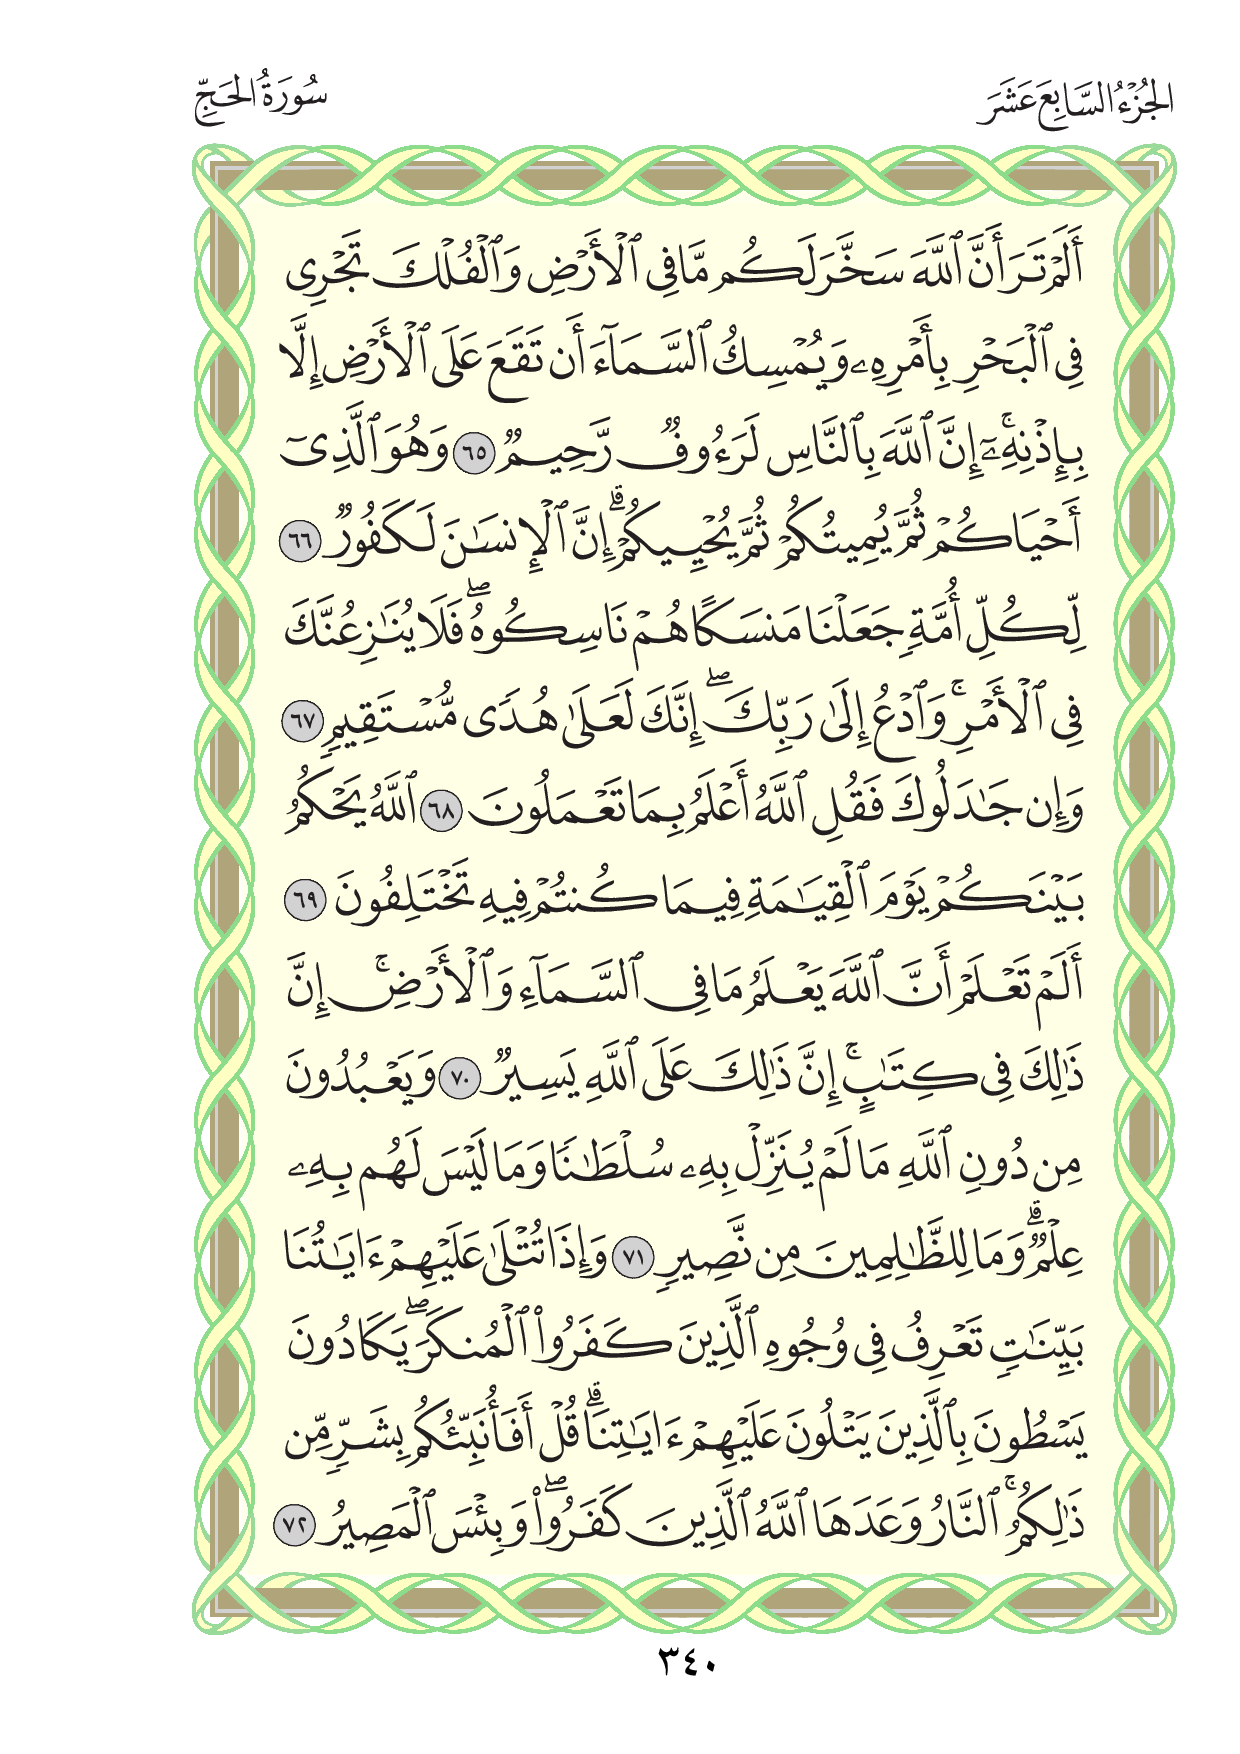 الجُزْءُ السَّابِعَ عَشَرَ
سُورَةُ الحَجِّ
أَلَمْ تَرَ أَنَّ ٱللَّهَ سَخَّرَ لَكُم مَّا فِى ٱلْأَرْضِ وَٱلْفُلْكَ تَجْرِى
فِى ٱلْبَحْرِ بِأَمْرِهِۦ وَيُمْسِكُ ٱلسَّمَآءَ أَن تَقَعَ عَلَى ٱلْأَرْضِ إِلَّا
بِإِذْنِهِۦٓ ۚ إِنَّ ٱللَّهَ بِٱلنَّاسِ لَرَءُوفٌ رَّحِيمٌ ٦٥ وَهُوَ ٱلَّذِىٓ
أَحْيَاكُمْ ثُمَّ يُمِيتُكُمْ ثُمَّ يُحْيِيكُمْ ۗ إِنَّ ٱلْإِنسَـٰنَ لَكَفُورٌ ٦٦
لِّكُلِّ أُمَّةٍ جَعَلْنَا مَنسَكًا هُمْ نَاسِكُوهُ ۖ فَلَا يُنَـٰزِعُنَّكَ
فِى ٱلْأَمْرِ ۚ وَٱدْعُ إِلَىٰ رَبِّكَ ۖ إِنَّكَ لَعَلَىٰ هُدًى مُّسْتَقِيمٍ ٦٧
وَإِن جَـٰدَلُوكَ فَقُلِ ٱللَّهُ أَعْلَمُ بِمَا تَعْمَلُونَ ٦٨ ٱللَّهُ يَحْكُمُ
بَيْنَكُمْ يَوْمَ ٱلْقِيَـٰمَةِ فِيمَا كُنتُمْ فِيهِ تَخْتَلِفُونَ ٦٩
أَلَمْ تَعْلَمْ أَنَّ ٱللَّهَ يَعْلَمُ مَا فِى ٱلسَّمَآءِ وَٱلْأَرْضِ ۗ إِنَّ
ذَٰلِكَ فِى كِتَـٰبٍ ۚ إِنَّ ذَٰلِكَ عَلَى ٱللَّهِ يَسِيرٌ ٧٠ وَيَعْبُدُونَ
مِن دُونِ ٱللَّهِ مَا لَمْ يُنَزِّلْ بِهِۦ سُلْطَـٰنًا وَمَا لَيْسَ لَهُم بِهِۦ
عِلْمٌ ۗ وَمَا لِلظَّـٰلِمِينَ مِن نَّصِيرٍ ٧١ وَإِذَا تُتْلَىٰ عَلَيْهِمْ ءَايَـٰتُنَا
بَيِّنَـٰتٍ تَعْرِفُ فِى وُجُوهِ ٱلَّذِينَ كَفَرُوا۟ ٱلْمُنكَرَ ۖ يَكَادُونَ
يَسْطُونَ بِٱلَّذِينَ يَتْلُونَ عَلَيْهِمْ ءَايَـٰتِنَا ۗ قُلْ أَفَأُنَبِّئُكُم بِشَرٍّ مِّن
ذَٰلِكُمُ ۚ ٱلنَّارُ وَعَدَهَا ٱللَّهُ ٱلَّذِينَ كَفَرُوا۟ ۖ وَبِئْسَ ٱلْمَصِيرُ ٧٢
٣٤٠